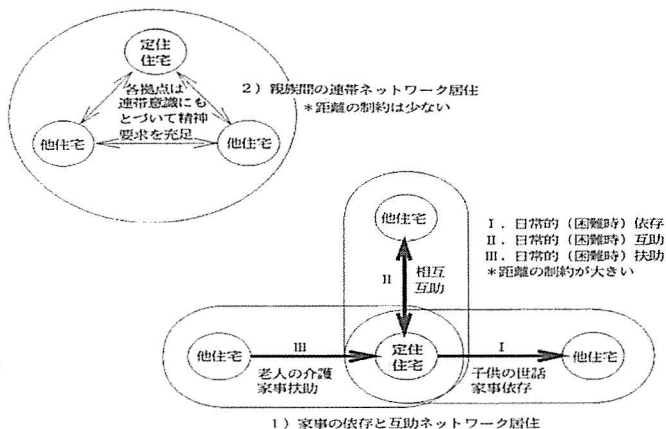 定住
住宅
各拠点は
連帯意識にも
とづいて精神
要求を充足
他住宅
他住宅
2）親族間の連帯ネットワーク居住
＊距離の制約は少ない
他住宅
I．日常的（困難時）依存
II．日常的（困難時）互助
III．日常的（困難時）扶助
＊距離の制約が大きい
II
相互
互助
他住宅
III
老人の介護
家事扶助
定住
住宅
I
子供の世話
家事依存
他住宅
1）家事の依存と互助ネットワーク居住